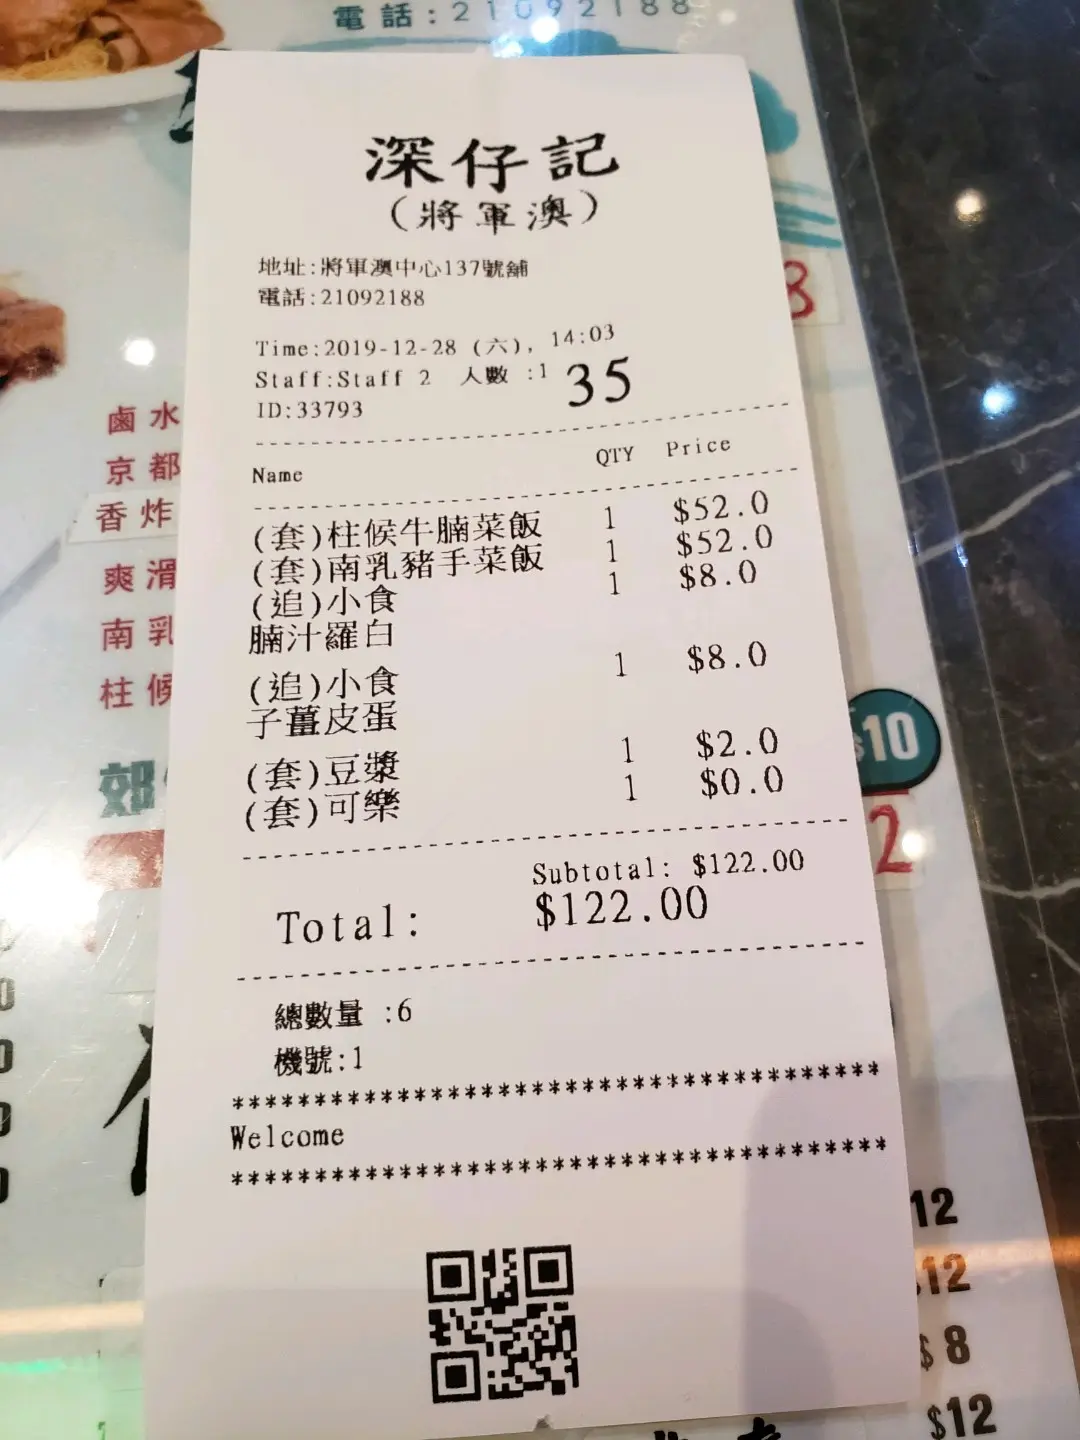 電話:21092188
深仔記
(將軍澳)
地址:將軍澳中心137號舖
電話:21092188
Time:2019-12-28 (六), 14:03
Staff:Staff 2 人數 :1 35
ID:33793
Name QTY Price
(套)柱候牛腩菜飯 1 $52.0
(套)南乳豬手菜飯 1 $52.0
(追)小食 1 $8.0
腩汁羅白
(追)小食 1 $8.0
子薑皮蛋
(套)豆漿 1 $2.0
(套)可樂 1 $0.0
Subtotal: $122.00
Total: $122.00
總數量 :6
機號:1
***************************************
Welcome
***************************************
鹵水
京都
香炸
爽滑
南乳
柱候
郊
8
$10
2
12
12
$8
$12